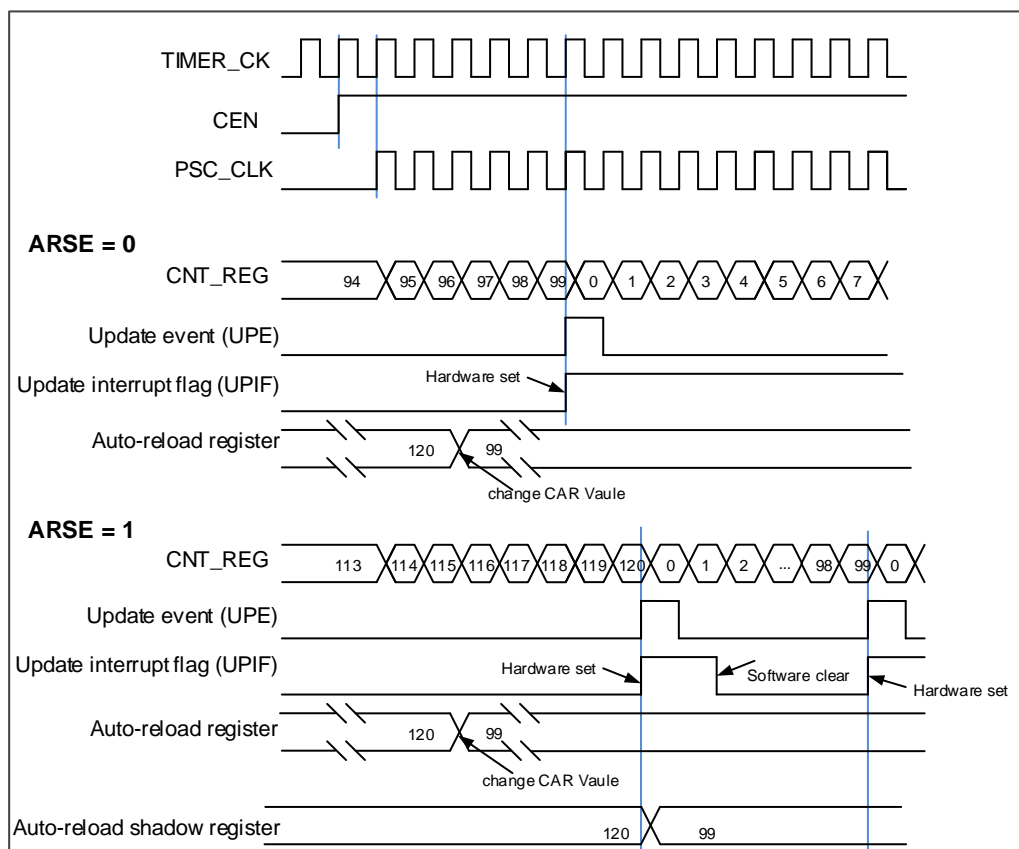 TIMER_CK
CEN
PSC_CLK
ARSE = 0
CNT_REG 94 95 96 97 98 99 0 1 2 3 4 5 6 7
Update event (UPE)
Update interrupt flag (UPIF) Hardware set
Auto-reload register 120 99
change CAR Vaule
ARSE = 1
CNT_REG 113 114 115 116 117 118 119 120 0 1 2 ... 98 99 0
Update event (UPE)
Update interrupt flag (UPIF) Hardware set Software clear Hardware set
Auto-reload register 120 99
change CAR Vaule
Auto-reload shadow register 120 99